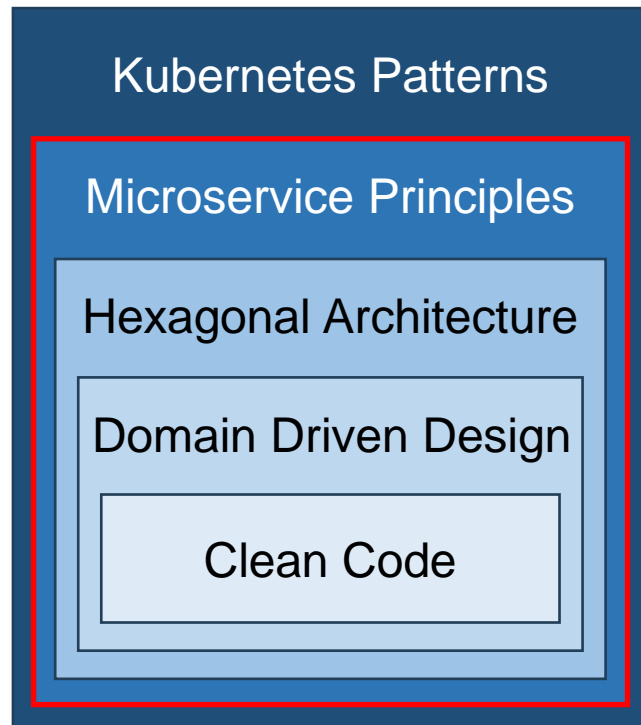 Kubernetes Patterns
Microservice Principles
Hexagonal Architecture
Domain Driven Design
Clean Code